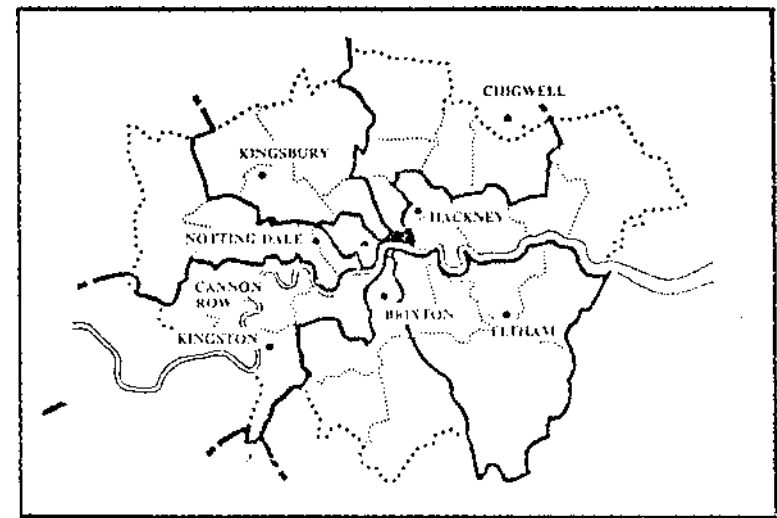 CHIGWELL
KINGSBURY
HACKNEY
NOTTING DALE
CANNON
ROW
BRIXTON
ELTHAM
KINGSTON